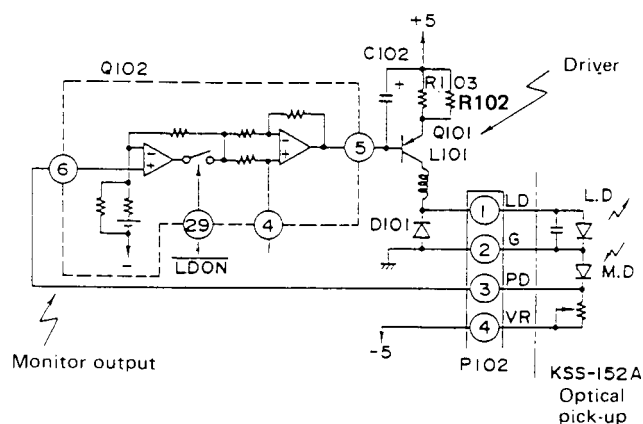 +5
C102
Q102
+
R103
R102
Driver
Q101
L101
6
5
29
4
LDON
D101
1
LD
L.D
2
G
M.D
3
PD
4
VR
-5
P102
Monitor output
KSS-152A
Optical
pick-up